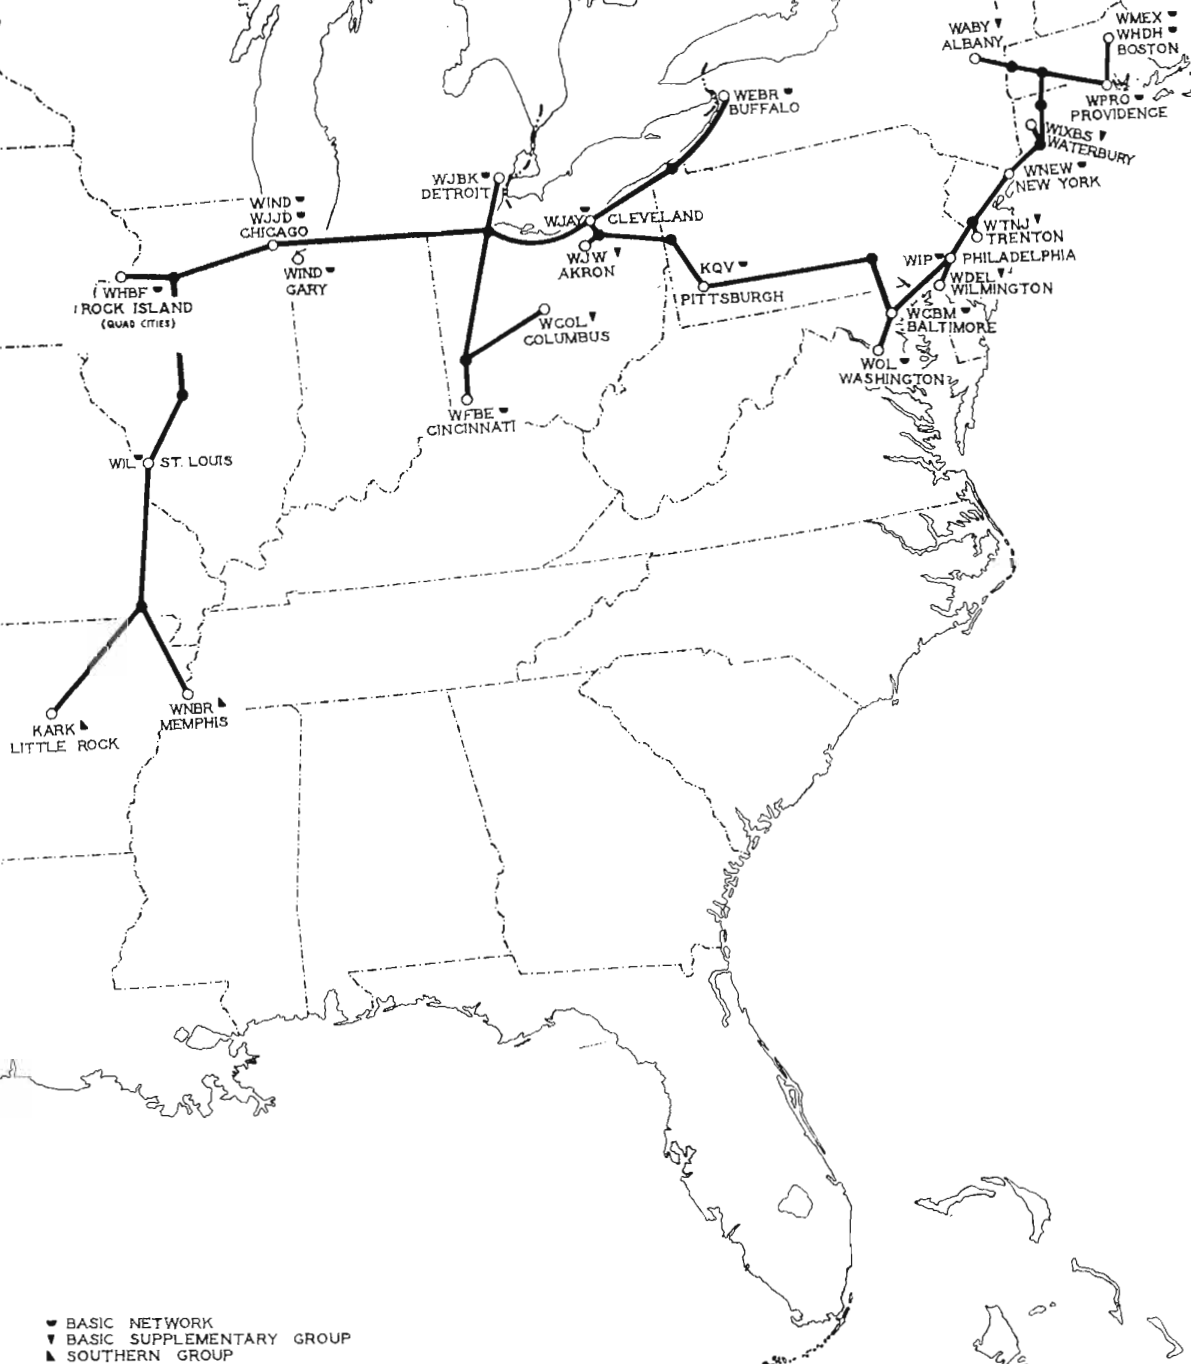 WABY
ALBANY
WMEX
WHDH
BOSTON
WPRO
PROVIDENCE
WEBR
BUFFALO
WIXBS
WATERBURY
WNEW
NEW YORK
WJBK
DETROIT
WIND
WJJD
CHICAGO
WJAY
CLEVELAND
WTNJ
TRENTON
WIND
GARY
WJW
AKRON
KQV
PITTSBURGH
WIP
PHILADELPHIA
WDEL
WILMINGTON
WHBF
ROCK ISLAND
(QUAD CITIES)
WCOL
COLUMBUS
WCBM
BALTIMORE
WOL
WASHINGTON
WFBE
CINCINNATI
WIL
ST. LOUIS
KARK
LITTLE ROCK
WNBR
MEMPHIS
BASIC NETWORK
BASIC SUPPLEMENTARY GROUP
SOUTHERN GROUP